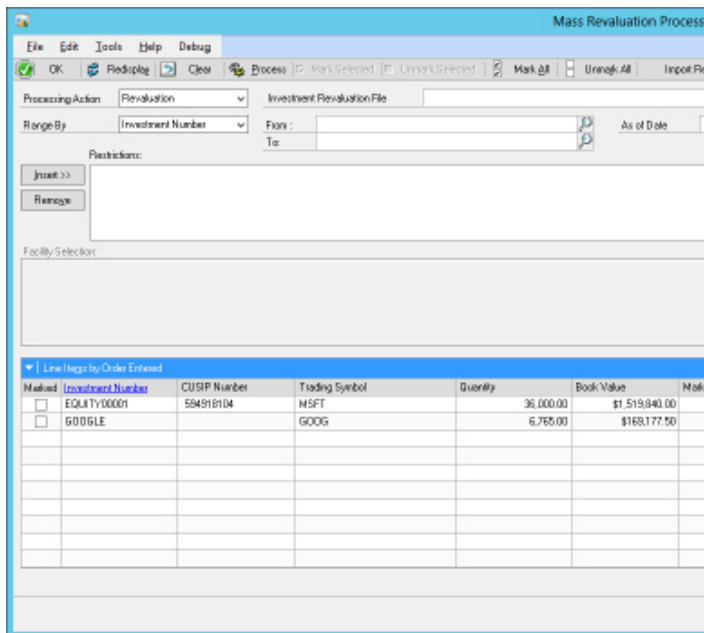 Mass Revaluation Process
File Edit Tools Help Debug
OK Redisplay Clear Process Mark Selected Unmark Selected Mark All Unmark All Import Re
Processing Action Revaluation Investment Revaluation File
Range By Investment Number From : As of Date
To:
Restrictions:
Insert >>
Remove
Facility Selection:
Line Items by Order Entered
Marked Investment Number CUSIP Number Trading Symbol Quantity Book Value Mark
EQUITY00001 594918104 MSFT 36,000.00 $1,519,840.00
GOOGLE GOOG 6,765.00 $169,177.50